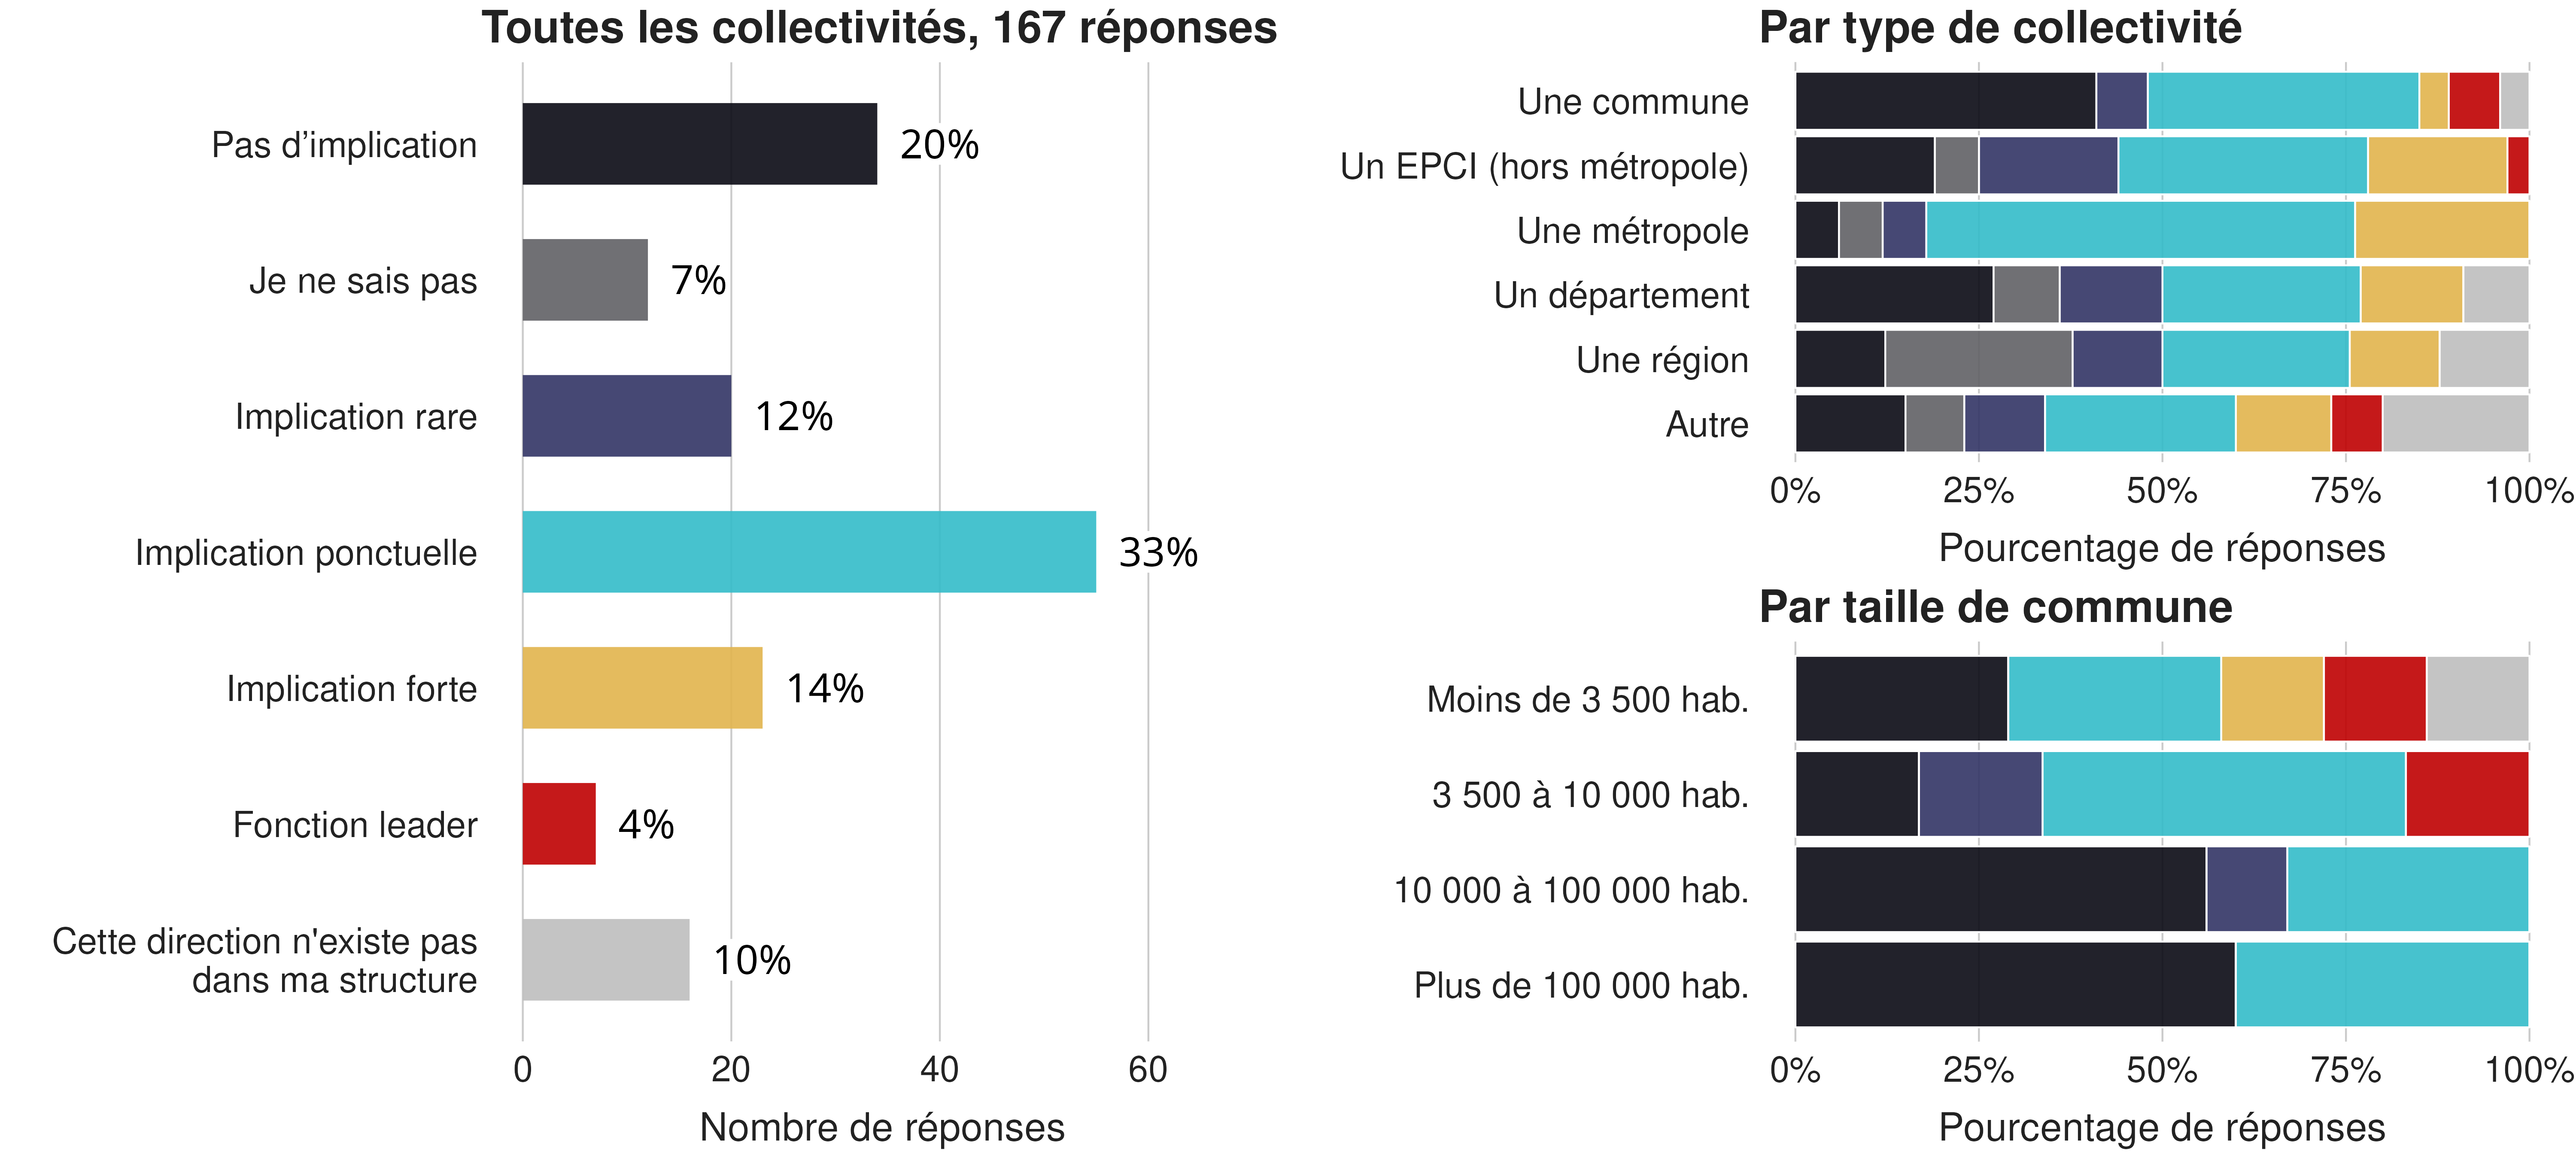 Toutes les collectivités, 167 réponses
Pas d’implication
20%
Je ne sais pas
7%
Implication rare
12%
Implication ponctuelle
33%
Implication forte
14%
Fonction leader
4%
Cette direction n'existe pas
dans ma structure
10%
0 20 40 60
Nombre de réponses
Par type de collectivité
Une commune
Un EPCI (hors métropole)
Une métropole
Un département
Une région
Autre
0% 25% 50% 75% 100%
Pourcentage de réponses
Par taille de commune
Moins de 3 500 hab.
3 500 à 10 000 hab.
10 000 à 100 000 hab.
Plus de 100 000 hab.
0% 25% 50% 75% 100%
Pourcentage de réponses